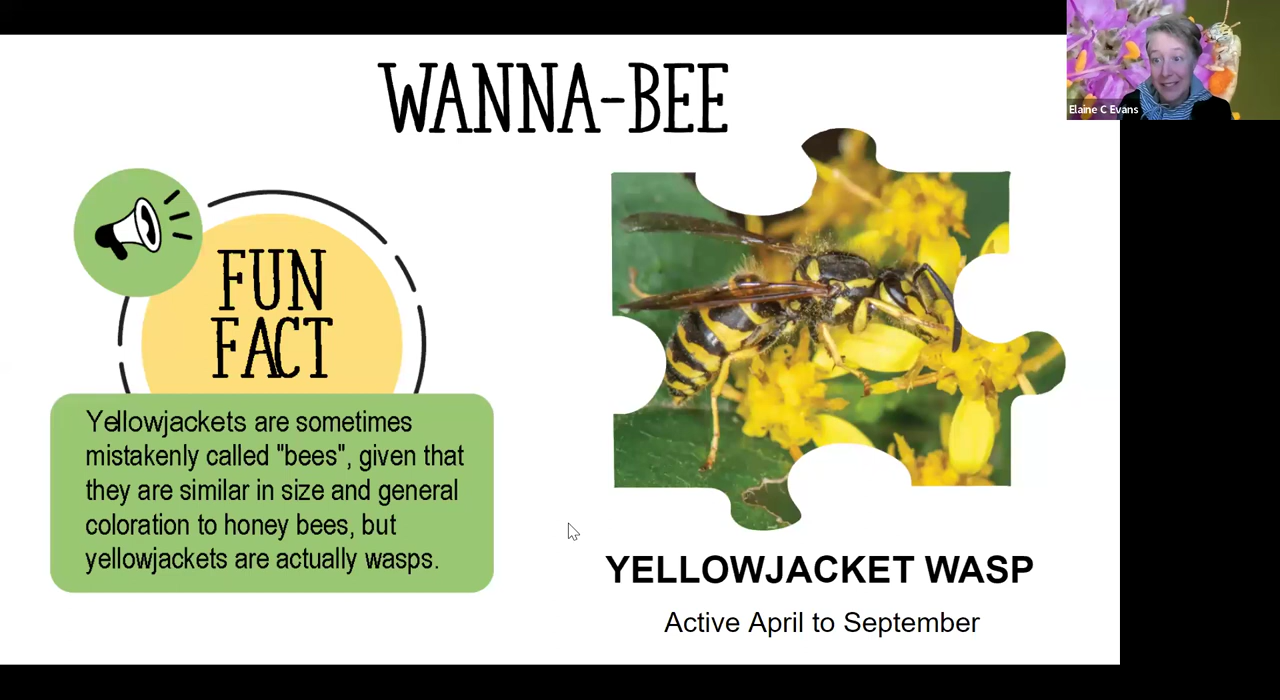 WANNA-BEE
Elaine C Evans
FUN
FACT
Yellowjackets are sometimes
mistakenly called "bees", given that
they are similar in size and general
coloration to honey bees, but
yellowjackets are actually wasps.
YELLOWJACKET WASP
Active April to September